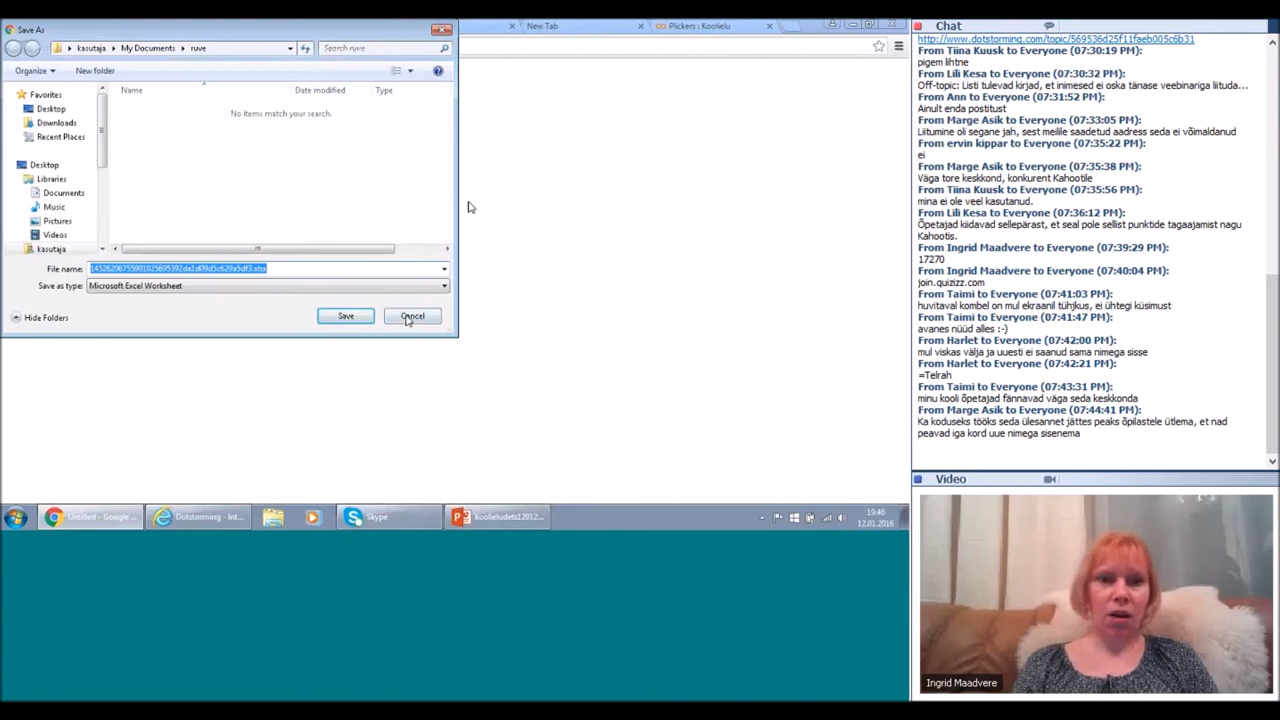 Save As
New Tab
Plickers : Koolielu
kasutaja
My Documents
ruve
Search ruve
Organize
New folder
Name
Date modified
Type
No items match your search.
Favorites
Desktop
Downloads
Recent Places
Desktop
Libraries
Documents
Music
Pictures
Videos
kasutaja
File name:
Save as type:
Microsoft Excel Worksheet
Hide Folders
Save
Cancel
Untitled - Google ...
Dotstorming - Int...
Skype
koolieludets12012...
19:46
12.01.2016
Chat
http://www.dotstorming.com/topic/569536d25f11faeb005c6b31
From Tiina Kuusk to Everyone (07:30:19 PM):
pigem lihtne
From Lili Kesa to Everyone (07:30:32 PM):
Off-topic: Listi tulevad kirjad, et inimesed ei oska tänase veebinariga liituda...
From Ann to Everyone (07:31:52 PM):
Ainult enda postitust
From Marge Asik to Everyone (07:33:05 PM):
Liitumine oli segane jah, sest meilile saadetud aadress seda ei võimaldanud
From ervin kippar to Everyone (07:35:22 PM):
ei
From Marge Asik to Everyone (07:35:38 PM):
Väga tore keskkond, konkurent Kahootile
From Tiina Kuusk to Everyone (07:35:56 PM):
mina ei ole veel kasutanud.
From Lili Kesa to Everyone (07:36:12 PM):
Õpetajad kiidavad sellepärast, et seal pole sellist punktide tagaajamist nagu
Kahootis.
From Ingrid Maadvere to Everyone (07:39:29 PM):
17270
From Ingrid Maadvere to Everyone (07:40:04 PM):
join.quizizz.com
From Taimi to Everyone (07:41:03 PM):
huvitaval kombel on mul ekraanil tühjkus, ei ühtegi küsimust
From Taimi to Everyone (07:41:47 PM):
avanes nüüd alles :-)
From Harlet to Everyone (07:42:00 PM):
mul viskas välja ja uuesti ei saanud sama nimega sisse
From Harlet to Everyone (07:42:21 PM):
=Telrah
From Taimi to Everyone (07:43:31 PM):
minu kooli õpetajad fännavad väga seda keskkonda
From Marge Asik to Everyone (07:44:41 PM):
Ka koduseks tööks seda ülesannet jättes peaks õpilastele ütlema, et nad
peavad iga kord uue nimega sisenema
Video
Ingrid Maadvere